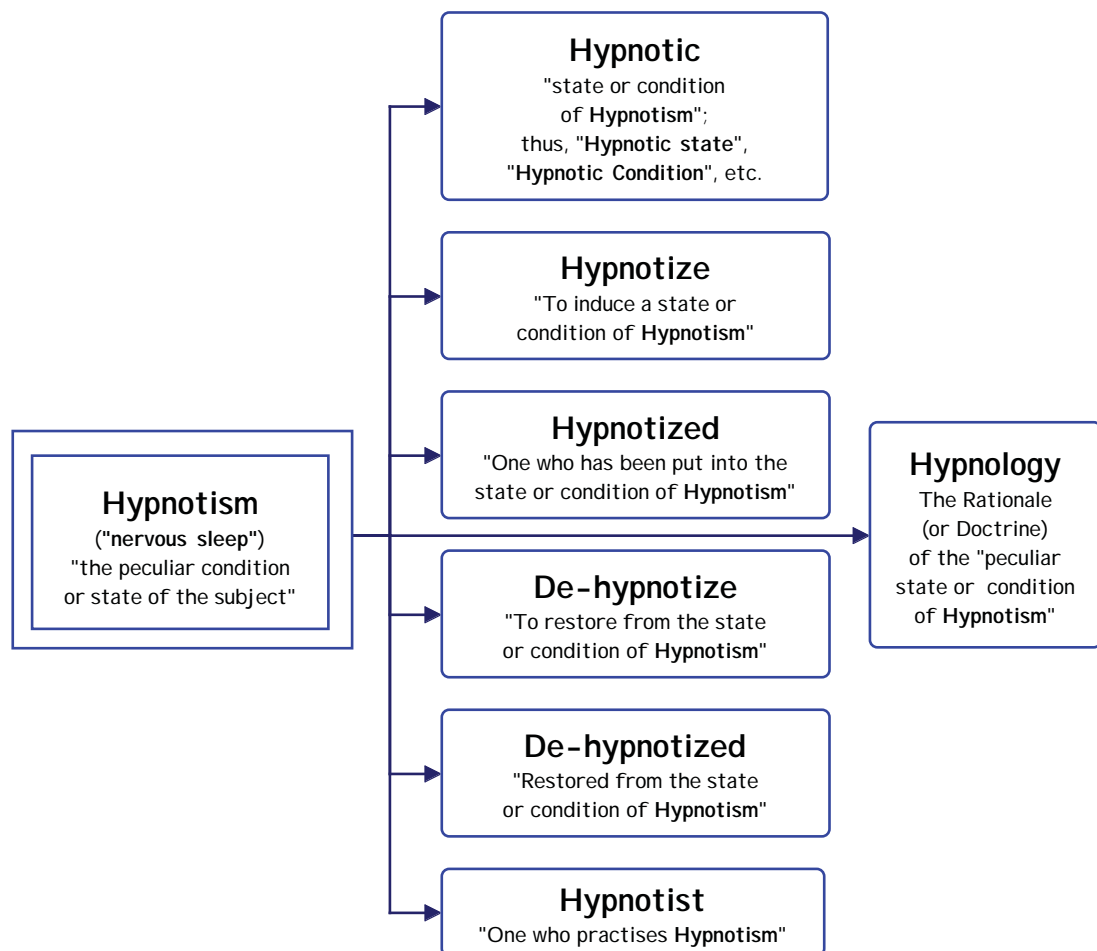 Hypnotic
"state or condition
of Hypnotism";
thus, "Hypnotic state",
"Hypnotic Condition", etc.
Hypnotize
"To induce a state or
condition of Hypnotism"
Hypnotized
"One who has been put into the
state or condition of Hypnotism"
Hypnotism
("nervous sleep")
"the peculiar condition
or state of the subject"
Hypnology
The Rationale
(or Doctrine)
of the "peculiar
state or condition
of Hypnotism"
De-hypnotize
"To restore from the state
or condition of Hypnotism"
De-hypnotized
"Restored from the state
or condition of Hypnotism"
Hypnotist
"One who practises Hypnotism"